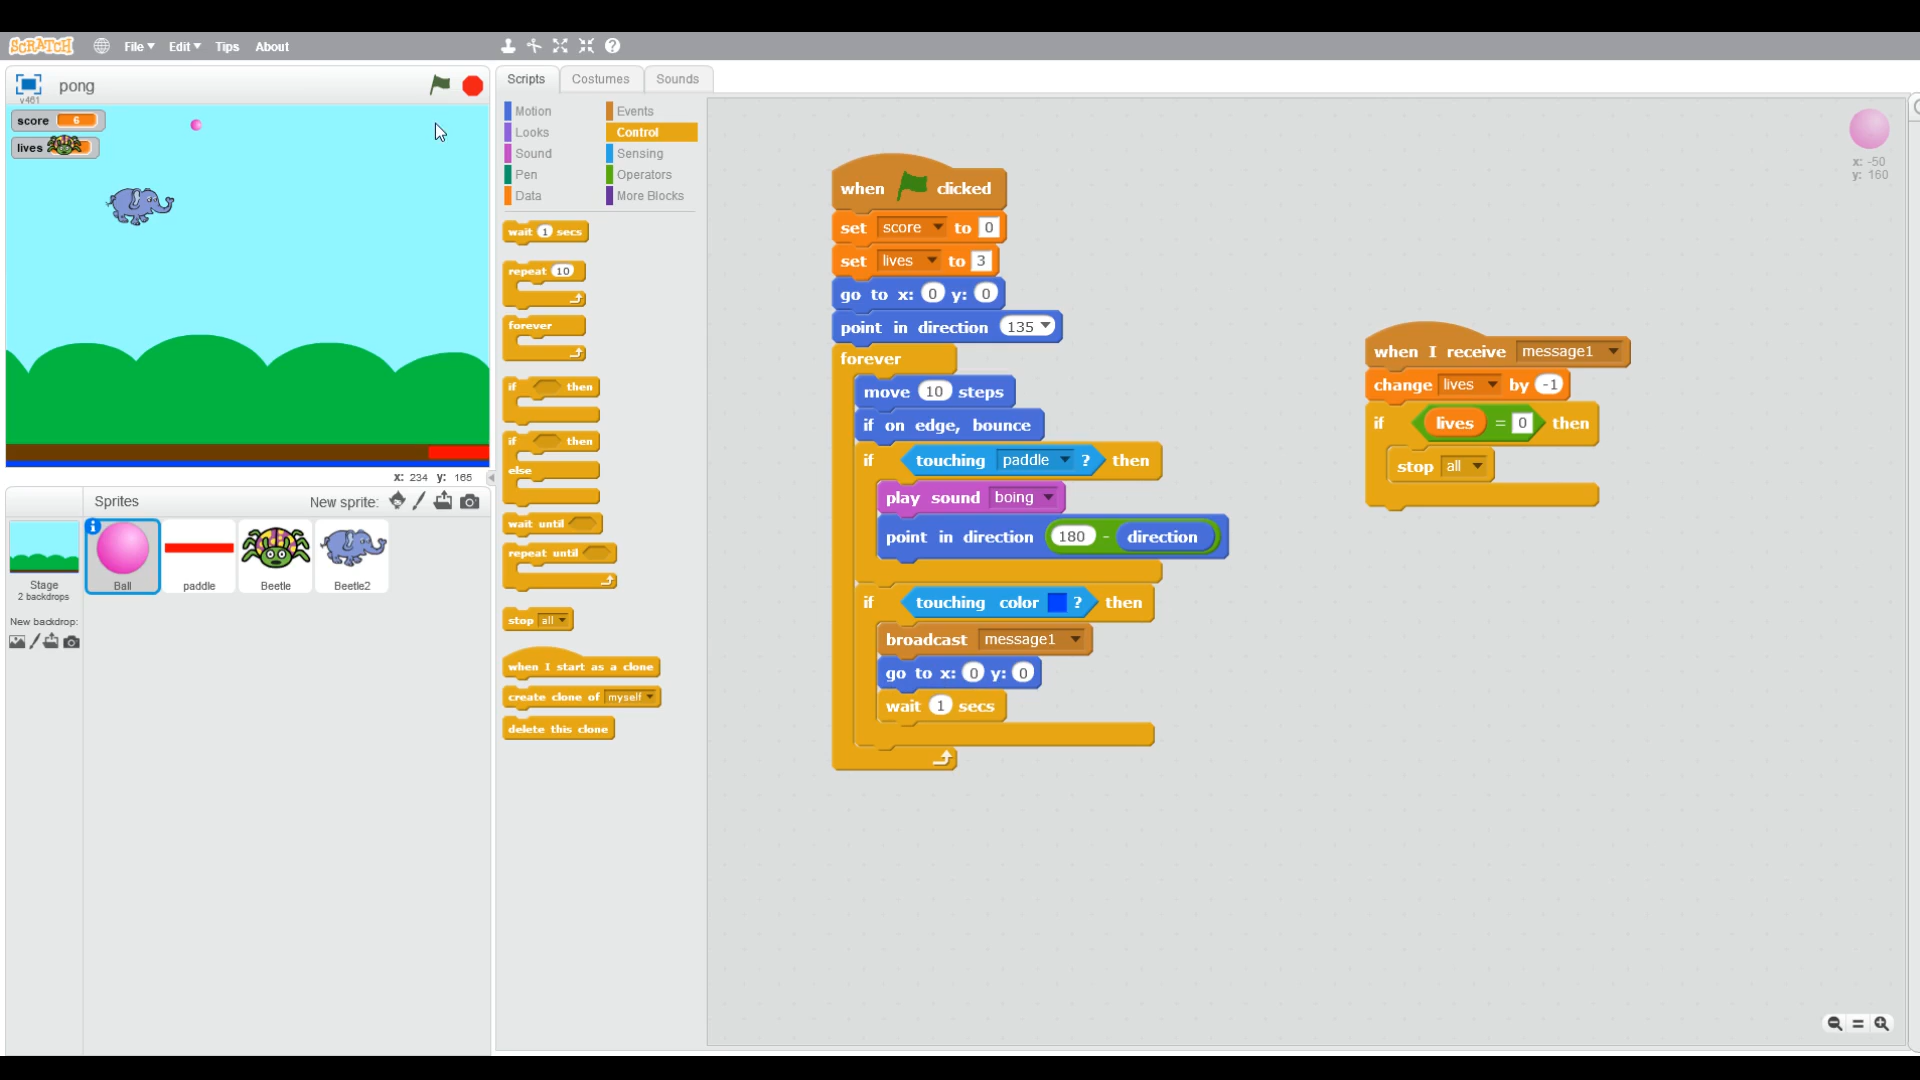 SCRATCH File Edit Tips About
pong
v461
score 6
lives
x: 234 y: 165
Sprites New sprite:
Stage
2 backdrops
New backdrop:
Ball paddle Beetle Beetle2
Scripts Costumes Sounds
Motion Events
Looks Control
Sound Sensing
Pen Operators
Data More Blocks
wait 1 secs
repeat 10
forever
if then
if then
else
wait until
repeat until
stop all
when I start as a clone
create clone of myself
delete this clone
when clicked
set score to 0
set lives to 3
go to x: 0 y: 0
point in direction 135
forever
move 10 steps
if on edge, bounce
if touching paddle ? then
play sound boing
point in direction 180 - direction
if touching color ? then
broadcast message1
go to x: 0 y: 0
wait 1 secs
when I receive message1
change lives by -1
if lives = 0 then
stop all
x: -50
y: 160